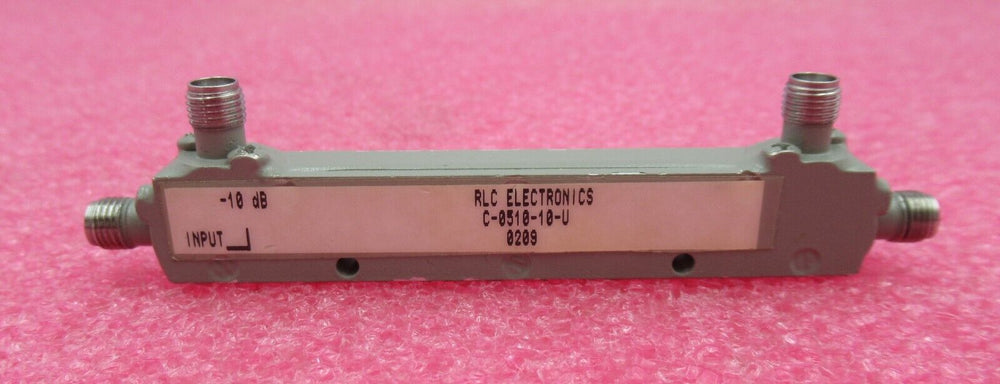 -10 dB
INPUT
RLC ELECTRONICS
C-0510-10-U
0209